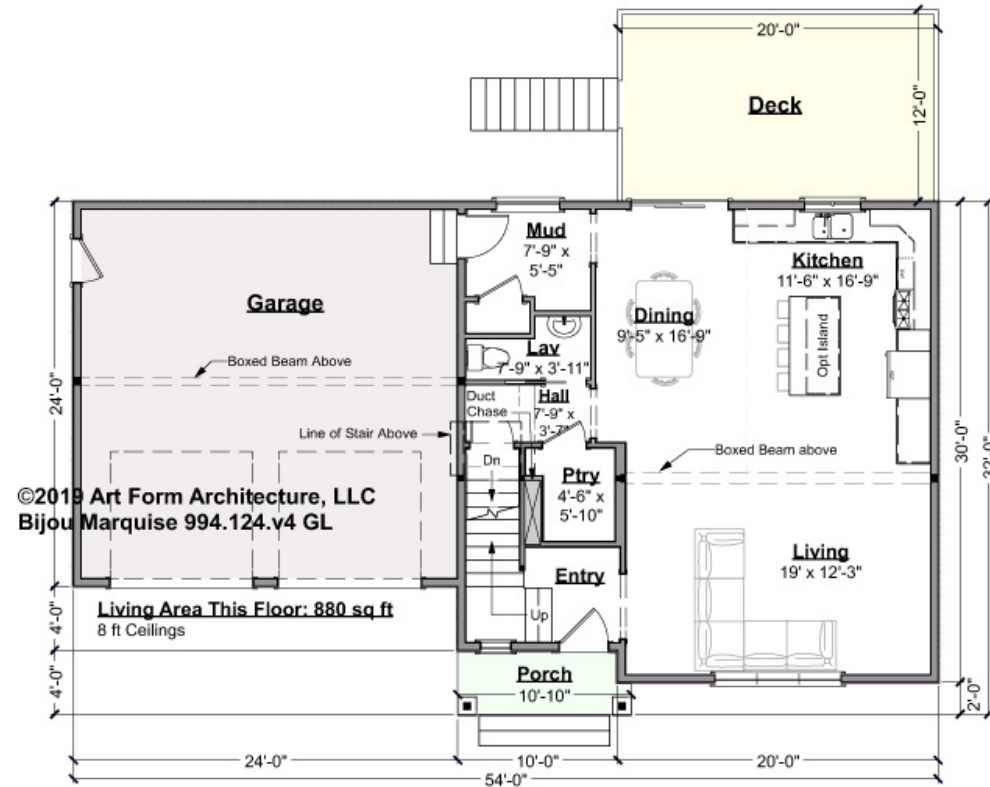 20'-0"
Deck
12'-0"
Mud
7'-9" x
5'-5"
Kitchen
11'-6" x 16'-9"
Garage
Dining
9'-5" x 16'-9"
Opt Island
Lav
7'-9" x 3'-11"
Boxed Beam Above
Duct
Chase
Hall
7'-9" x
3'-7"
24'-0"
Line of Stair Above
Dn
Boxed Beam above
30'-0"
32'-0"
Ptry
4'-6" x
5'-10"
©2019 Art Form Architecture, LLC
Bijou Marquise 994.124.v4 GL
Living
19' x 12'-3"
Entry
Up
Living Area This Floor: 880 sq ft
8 ft Ceilings
4'-0"
4'-0"
Porch
10'-10"
2'-0"
24'-0"
10'-0"
20'-0"
54'-0"